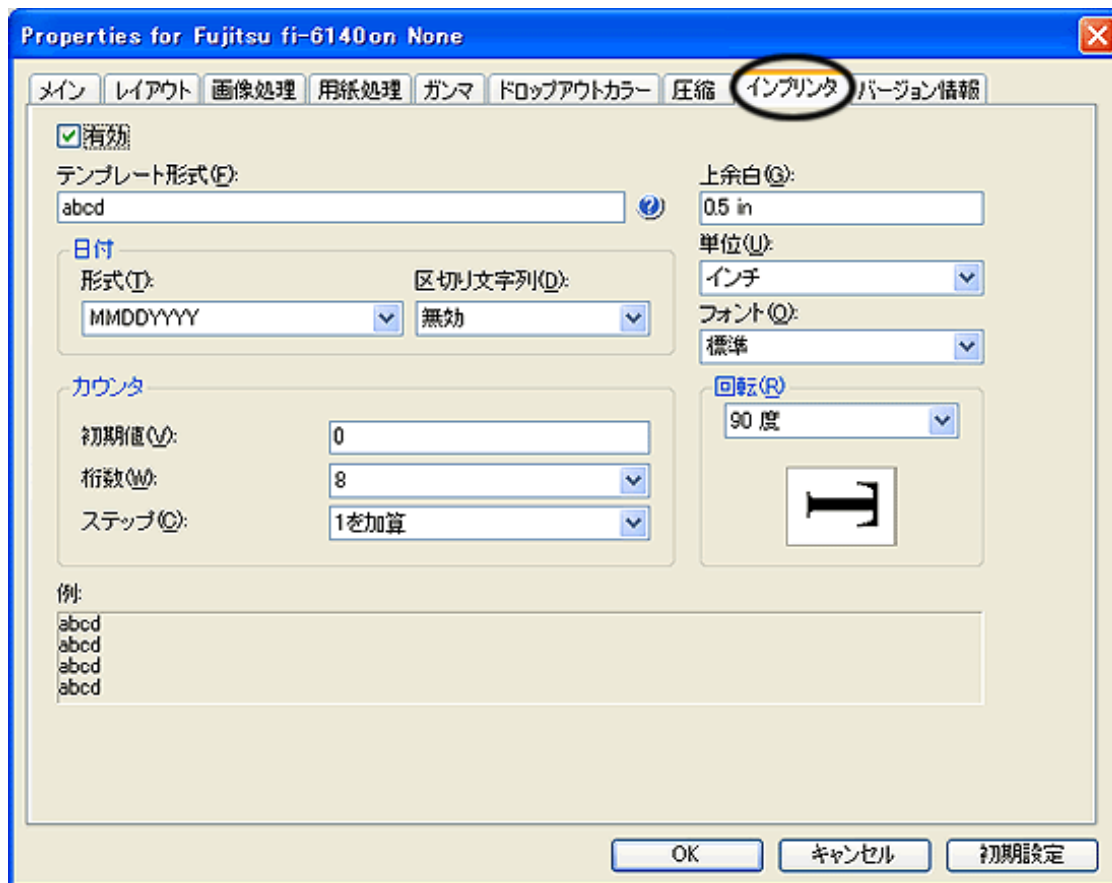 Properties for Fujitsu fi-6140on None
メイン レイアウト 画像処理 用紙処理 ガンマ ドロップアウトカラー 圧縮 インプリンタ バージョン情報
有効
テンプレート形式(F):
abcd
上余白(G):
0.5 in
日付
形式(T):
MMDDYYYY
区切り文字列(D):
無効
単位(U):
インチ
フォント(O):
標準
カウンタ
初期値(V):
0
桁数(W):
8
ステップ(C):
1を加算
回転(R)
90 度
T
例:
abcd
abcd
abcd
abcd
OK キャンセル 初期設定